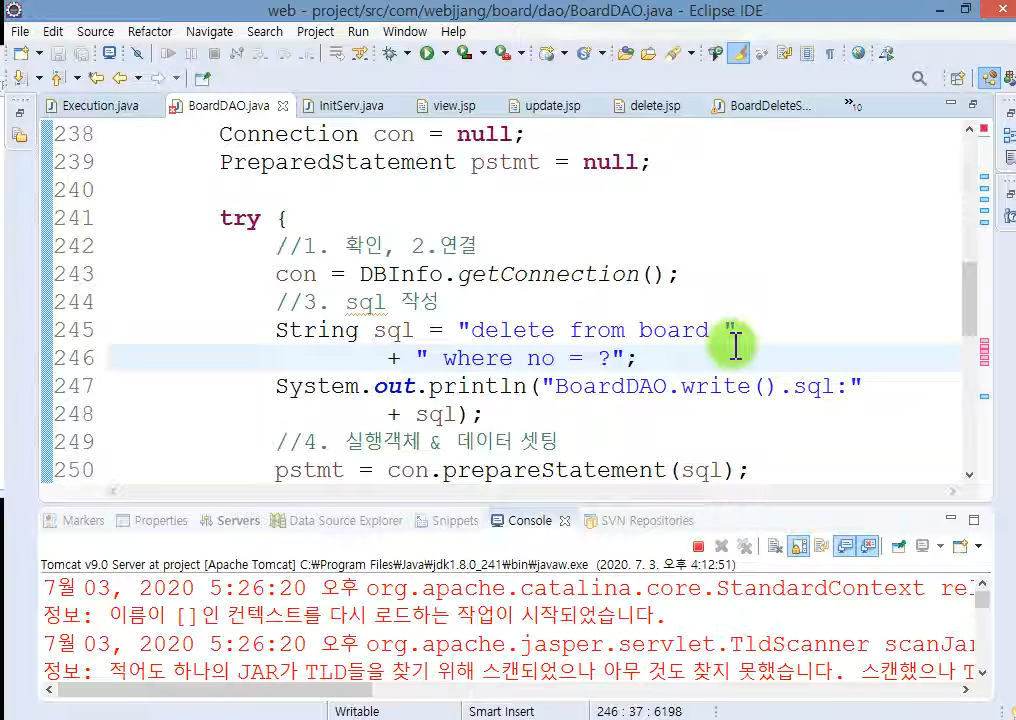 web - project/src/com/webjjang/board/dao/BoardDAO.java - Eclipse IDE
File Edit Source Refactor Navigate Search Project Run Window Help
Execution.java BoardDAO.java InitServ.java view.jsp update.jsp delete.jsp BoardDeleteS... »10
238 Connection con = null;
239 PreparedStatement pstmt = null;
240
241 try {
242 //1. 확인, 2.연결
243 con = DBInfo.getConnection();
244 //3. sql 작성
245 String sql = "delete from board "
246 + " where no = ?";
247 System.out.println("BoardDAO.write().sql:"
248 + sql);
249 //4. 실행객체 & 데이터 셋팅
250 pstmt = con.prepareStatement(sql);
Markers Properties Servers Data Source Explorer Snippets Console SVN Repositories
Tomcat v9.0 Server at project [Apache Tomcat] C:₩Program Files₩Java₩jdk1.8.0_241₩bin₩javaw.exe (2020. 7. 3. 오후 4:12:51)
7월 03, 2020 5:26:20 오후 org.apache.catalina.core.StandardContext rel
정보: 이름이 []인 컨텍스트를 다시 로드하는 작업이 시작되었습니다.
7월 03, 2020 5:26:20 오후 org.apache.jasper.servlet.TldScanner scanJar
정보: 적어도 하나의 JAR가 TLD들을 찾기 위해 스캔되었으나 아무 것도 찾지 못했습니다. 스캔했으나 T
Writable Smart Insert 246 : 37 : 6198